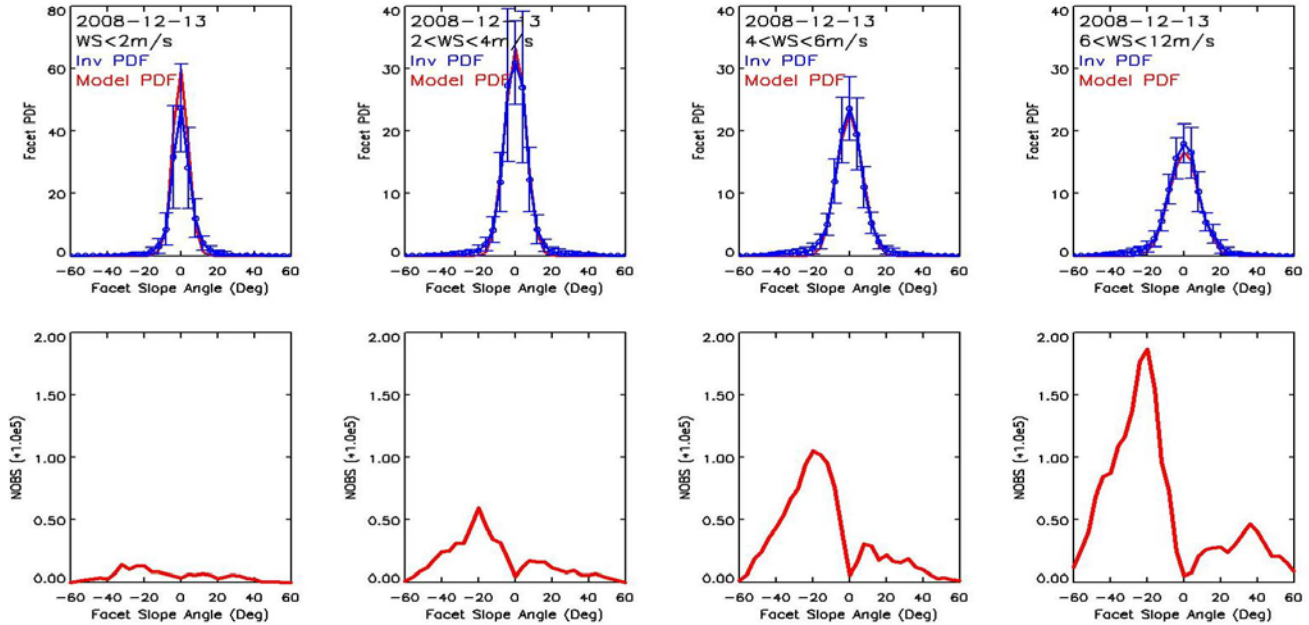 80
60
40
20
0
2008-12-13
WS<2m/s
Inv PDF
Model PDF
Facet PDF
-60 -40 -20 0 20 40 60
Facet Slope Angle (Deg)
40
30
20
10
0
2008-12-13
2<WS<4m/s
Inv PDF
Model PDF
Facet PDF
-60 -40 -20 0 20 40 60
Facet Slope Angle (Deg)
40
30
20
10
0
2008-12-13
4<WS<6m/s
Inv PDF
Model PDF
Facet PDF
-60 -40 -20 0 20 40 60
Facet Slope Angle (Deg)
40
30
20
10
0
2008-12-13
6<WS<12m/s
Inv PDF
Model PDF
Facet PDF
-60 -40 -20 0 20 40 60
Facet Slope Angle (Deg)
2.00
1.50
1.00
0.50
0.00
NOBS (*1.0e5)
-60 -40 -20 0 20 40 60
Facet Slope Angle (Deg)
2.00
1.50
1.00
0.50
0.00
NOBS (*1.0e5)
-60 -40 -20 0 20 40 60
Facet Slope Angle (Deg)
2.00
1.50
1.00
0.50
0.00
NOBS (*1.0e5)
-60 -40 -20 0 20 40 60
Facet Slope Angle (Deg)
2.00
1.50
1.00
0.50
0.00
NOBS (*1.0e5)
-60 -40 -20 0 20 40 60
Facet Slope Angle (Deg)